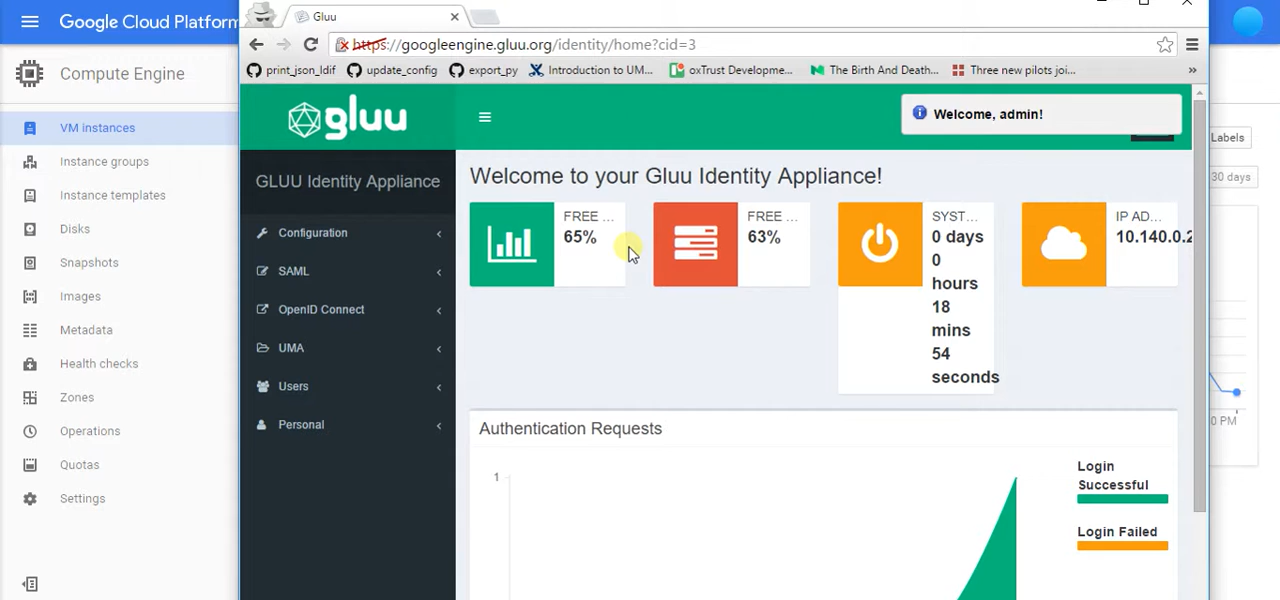 Google Cloud Platform
Compute Engine
VM instances
Instance groups
Instance templates
Disks
Snapshots
Images
Metadata
Health checks
Zones
Operations
Quotas
Settings
Gluu
https://googleengine.gluu.org/identity/home?cid=3
print_json_ldif
update_config
export_py
Introduction to UM...
oxTrust Developme...
The Birth And Death...
Three new pilots joi...
»
gluu
Welcome, admin!
GLUU Identity Appliance
Configuration
SAML
OpenID Connect
UMA
Users
Personal
Welcome to your Gluu Identity Appliance!
FREE ...
65%
FREE ...
63%
SYST...
0 days
0
hours
18
mins
54
seconds
IP AD...
10.140.0.2
Authentication Requests
1
Login
Successful
Login Failed
Labels
30 days
0 PM